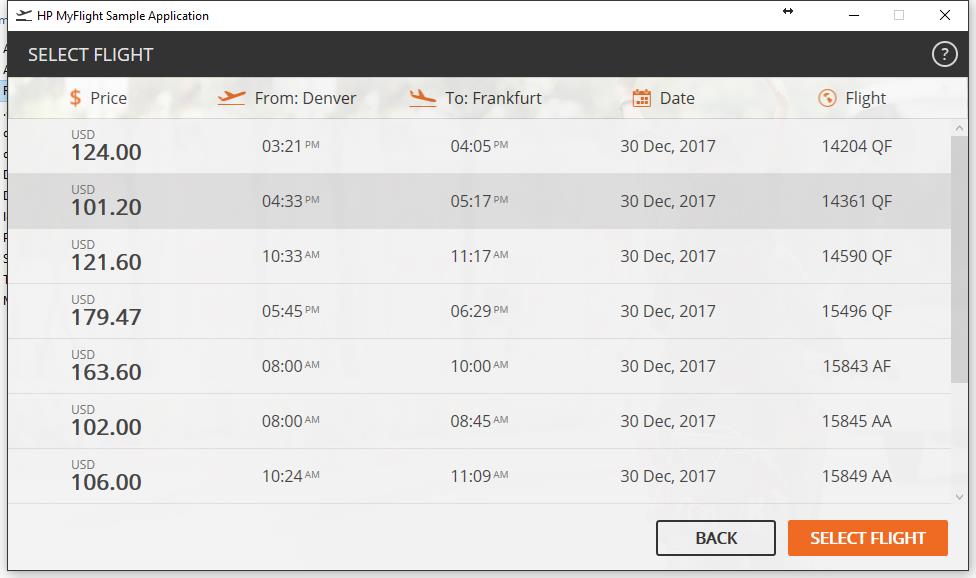 HP MyFlight Sample Application
SELECT FLIGHT ?
$ Price From: Denver To: Frankfurt Date Flight
USD
124.00 03:21 PM 04:05 PM 30 Dec, 2017 14204 QF
USD
101.20 04:33 PM 05:17 PM 30 Dec, 2017 14361 QF
USD
121.60 10:33 AM 11:17 AM 30 Dec, 2017 14590 QF
USD
179.47 05:45 PM 06:29 PM 30 Dec, 2017 15496 QF
USD
163.60 08:00 AM 10:00 AM 30 Dec, 2017 15843 AF
USD
102.00 08:00 AM 08:45 AM 30 Dec, 2017 15845 AA
USD
106.00 10:24 AM 11:09 AM 30 Dec, 2017 15849 AA
BACK SELECT FLIGHT